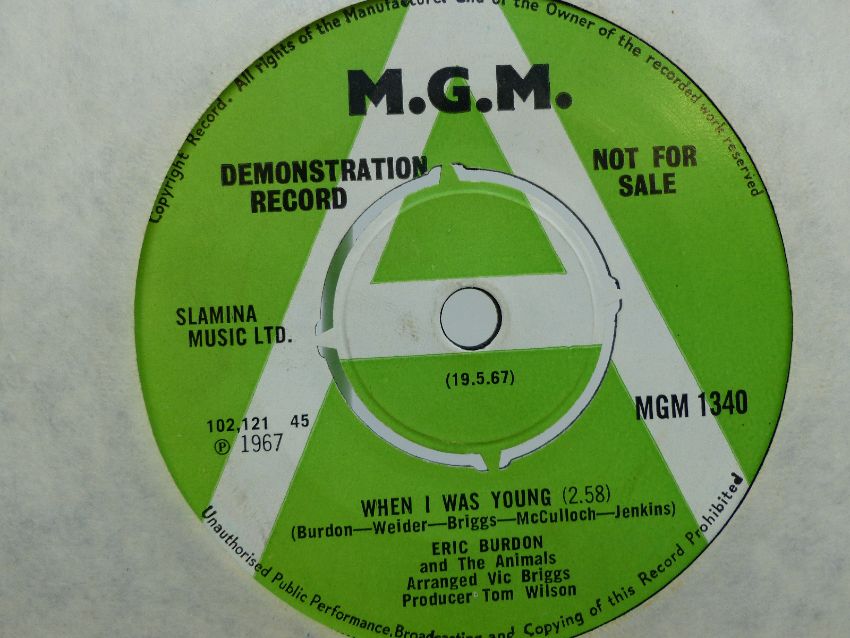 Copyright Record. All rights of the Manufacturer and of the Owner of the recorded work reserved
M.G.M.
DEMONSTRATION
RECORD
NOT FOR
SALE
SLAMINA
MUSIC LTD.
(19.5.67)
MGM 1340
102,121 45
℗ 1967
WHEN I WAS YOUNG (2.58)
(Burdon—Weider—Briggs—McCulloch—Jenkins)
ERIC BURDON
and The Animals
Arranged Vic Briggs
Producer Tom Wilson
Unauthorised Public Performance, Broadcasting and Copying of this Record Prohibited